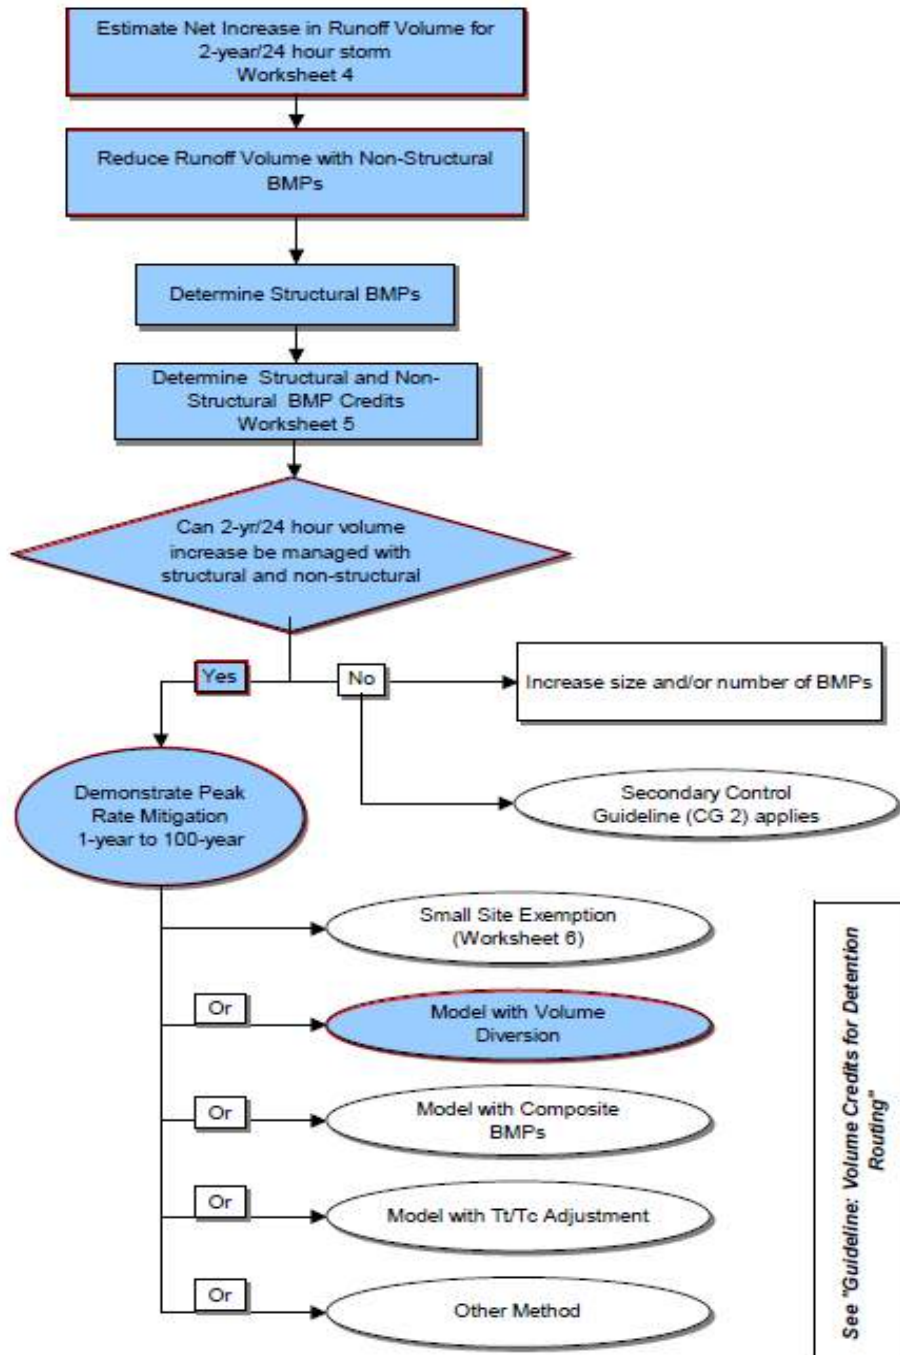 Estimate Net Increase in Runoff Volume for
2-year/24 hour storm
Worksheet 4
Reduce Runoff Volume with Non-Structural
BMPs
Determine Structural BMPs
Determine Structural and Non-
Structural BMP Credits
Worksheet 5
Can 2-yr/24 hour volume
increase be managed with
structural and non-structural
Yes
No
Increase size and/or number of BMPs
Demonstrate Peak
Rate Mitigation
1-year to 100-year
Secondary Control
Guideline (CG 2) applies
Small Site Exemption
(Worksheet 6)
Or
Model with Volume
Diversion
Or
Model with Composite
BMPs
Or
Model with Tt/Tc Adjustment
Or
Other Method
See "Guideline: Volume Credits for Detention
Routing"